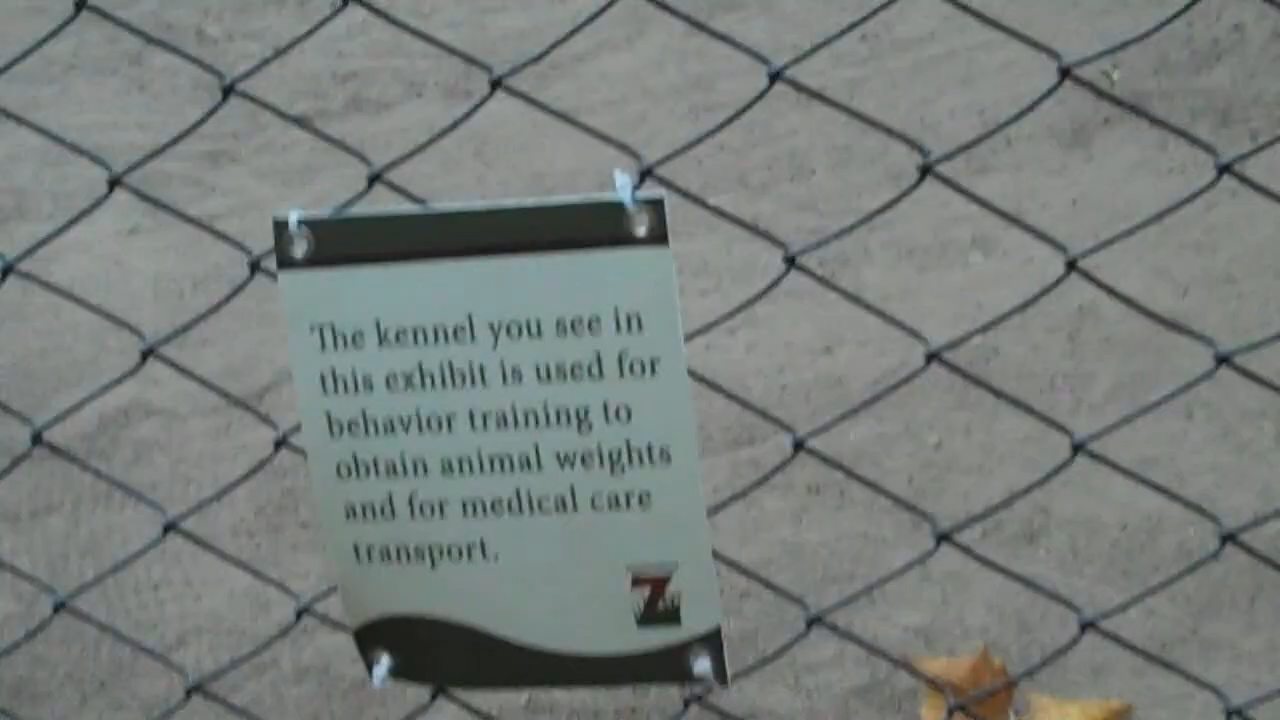 The kennel you see in
this exhibit is used for
behavior training to
obtain animal weights
and for medical care
transport.
Z